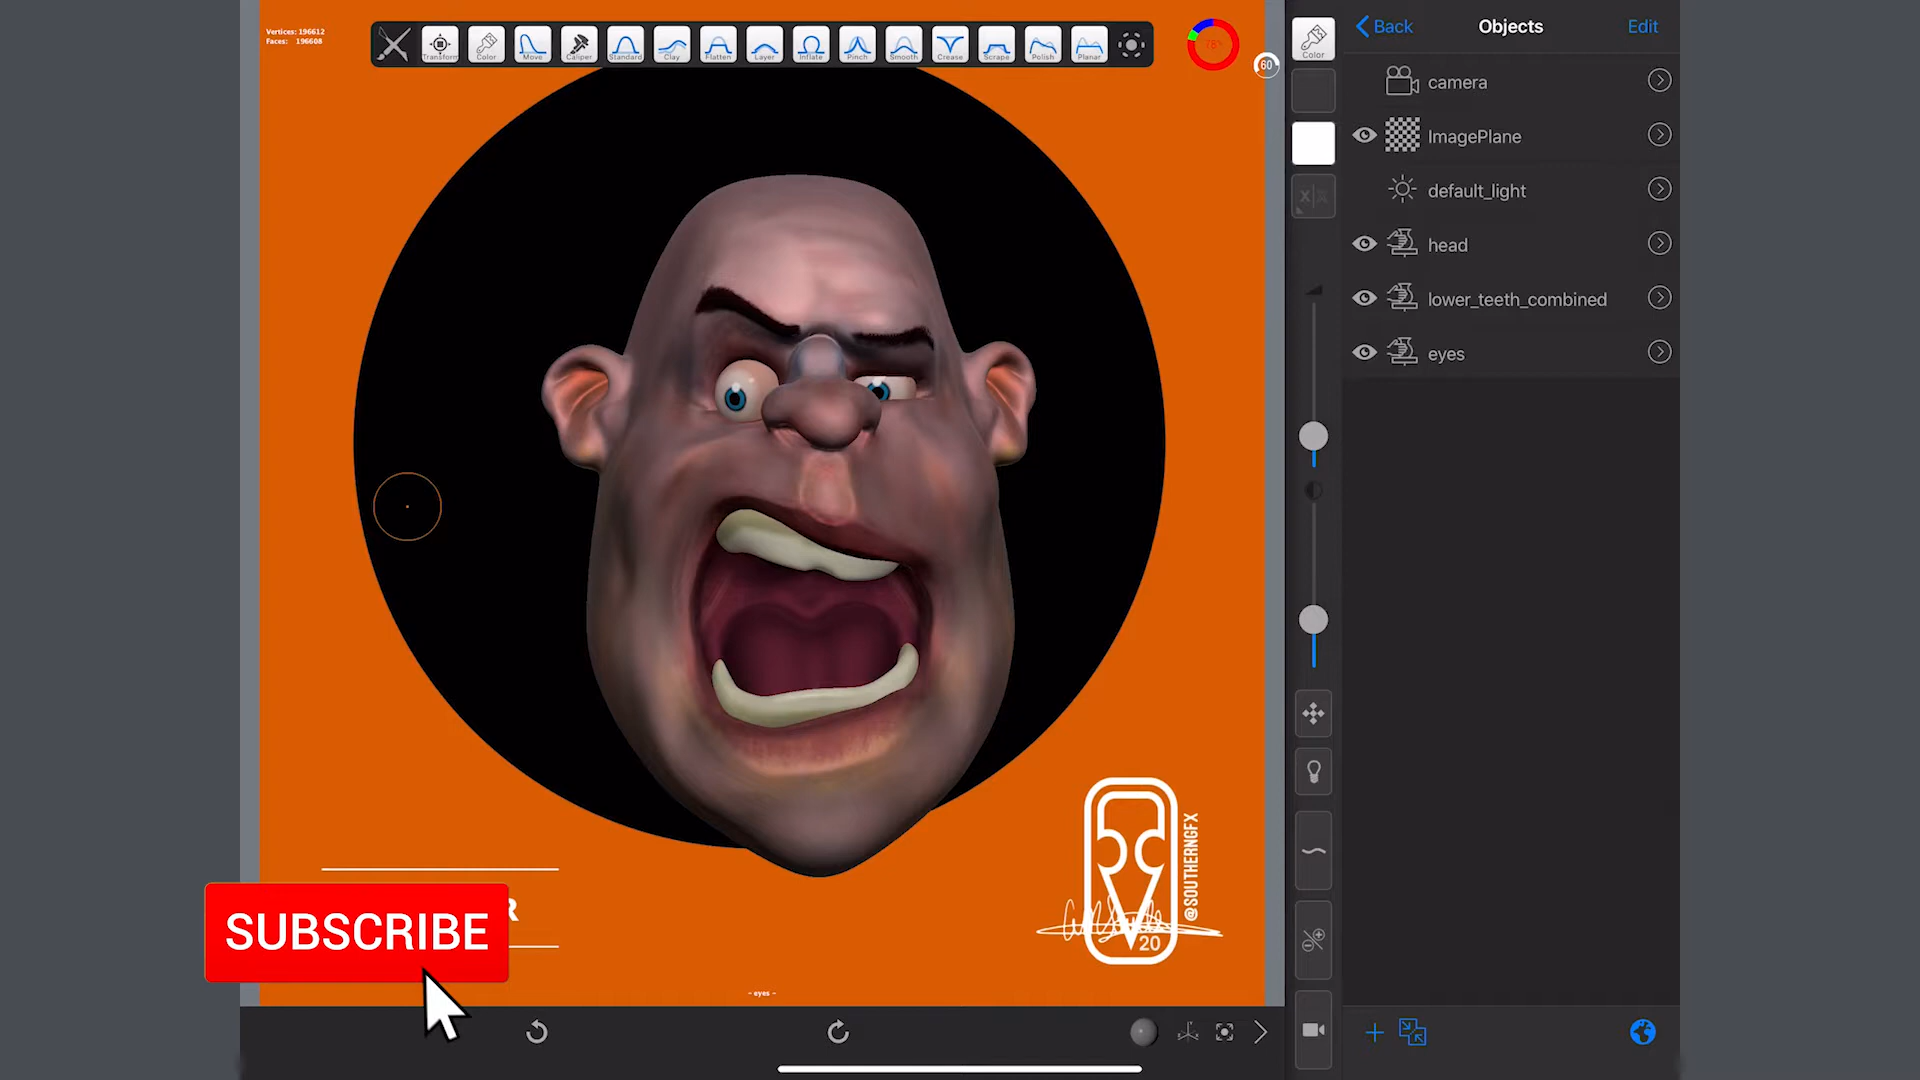 Vertices: 196612
Faces: 196608
Transform
Color
Move
Caliper
Standard
Clay
Flatten
Layer
Inflate
Pinch
Smooth
Crease
Scrape
Polish
Planar
78°
60
Color
Back
Objects
Edit
camera
ImagePlane
default_light
head
lower_teeth_combined
eyes
R
SUBSCRIBE
@SOUTHERNGFX
20
~ eyes ~